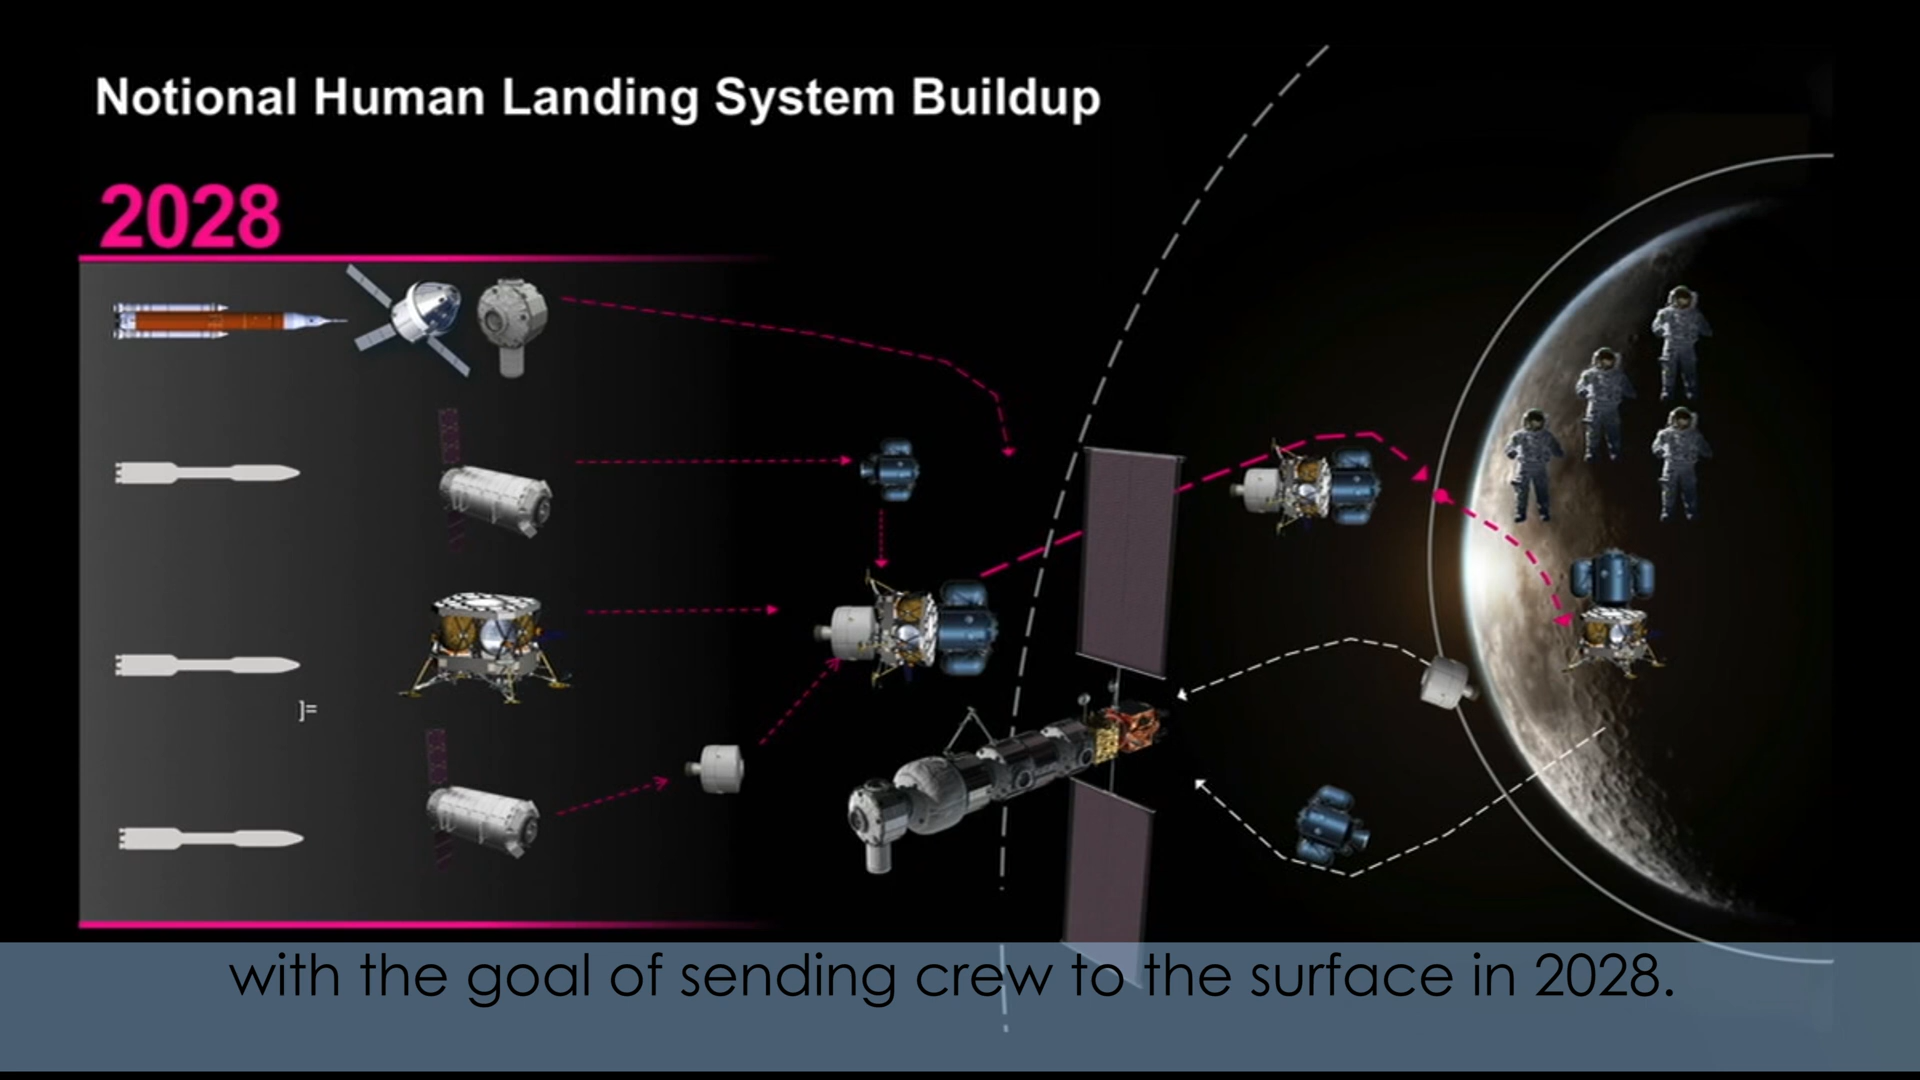 Notional Human Landing System Buildup
2028
]=
with the goal of sending crew to the surface in 2028.